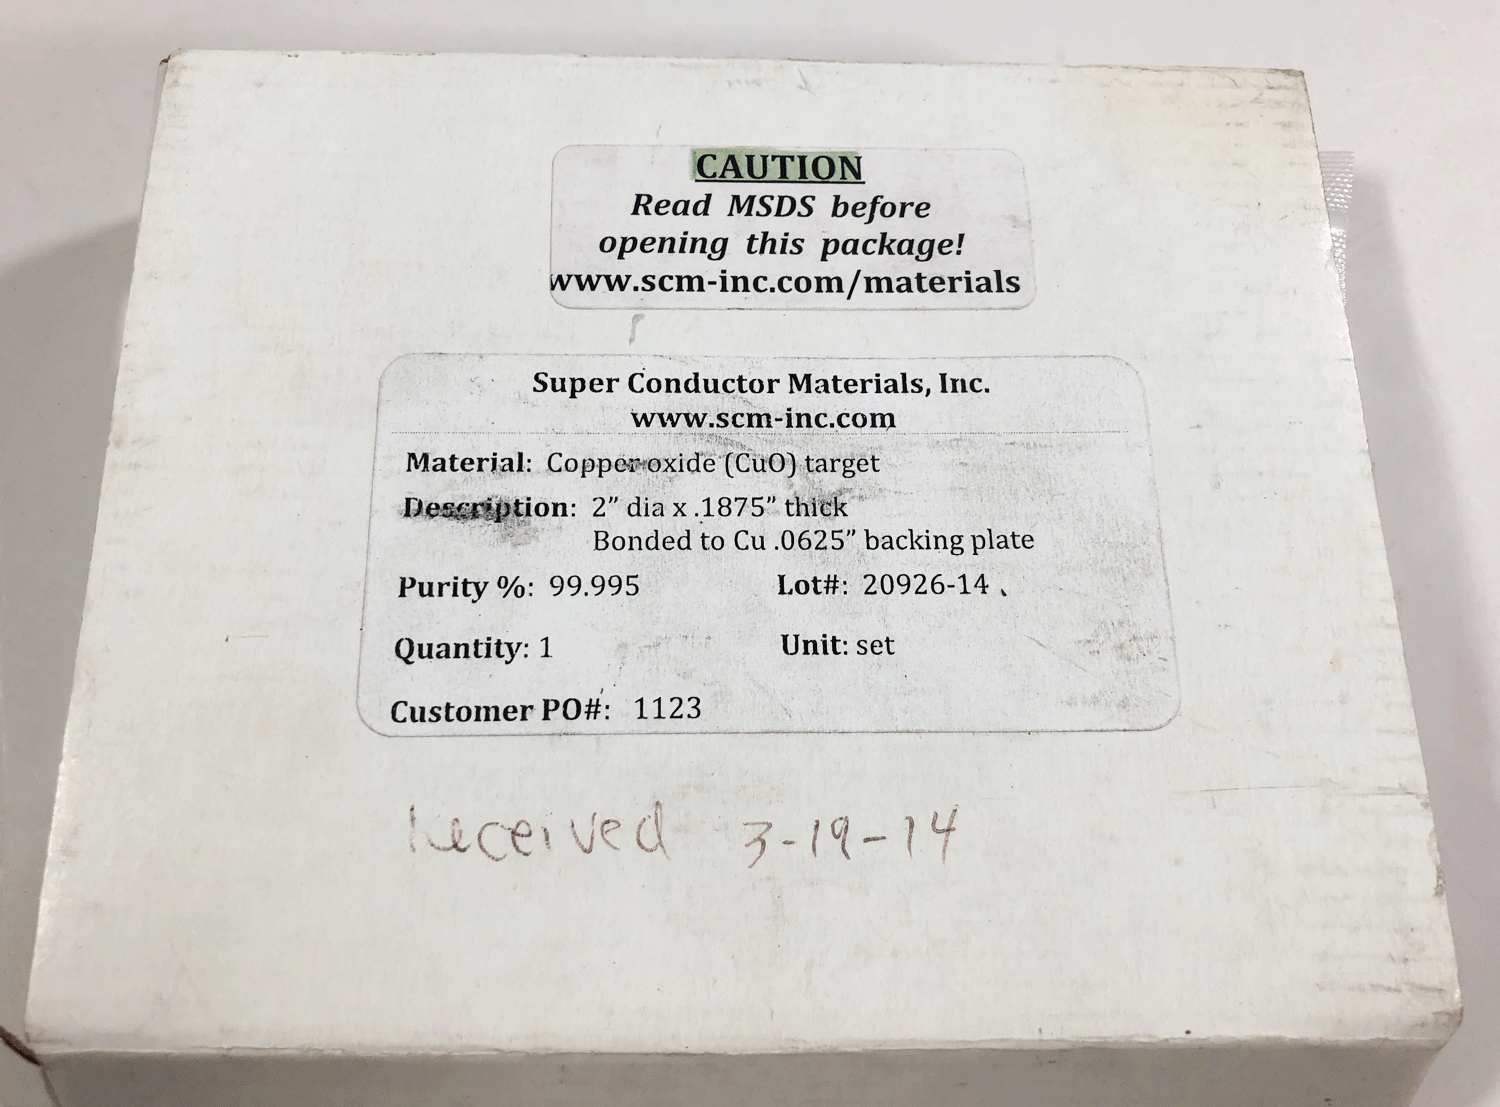 CAUTION
Read MSDS before
opening this package!
www.scm-inc.com/materials
Super Conductor Materials, Inc.
www.scm-inc.com
Material: Copper oxide (CuO) target
Description: 2” dia x .1875” thick
Bonded to Cu .0625” backing plate
Purity %: 99.995 Lot#: 20926-14
Quantity: 1 Unit: set
Customer PO#: 1123
received 3-19-14